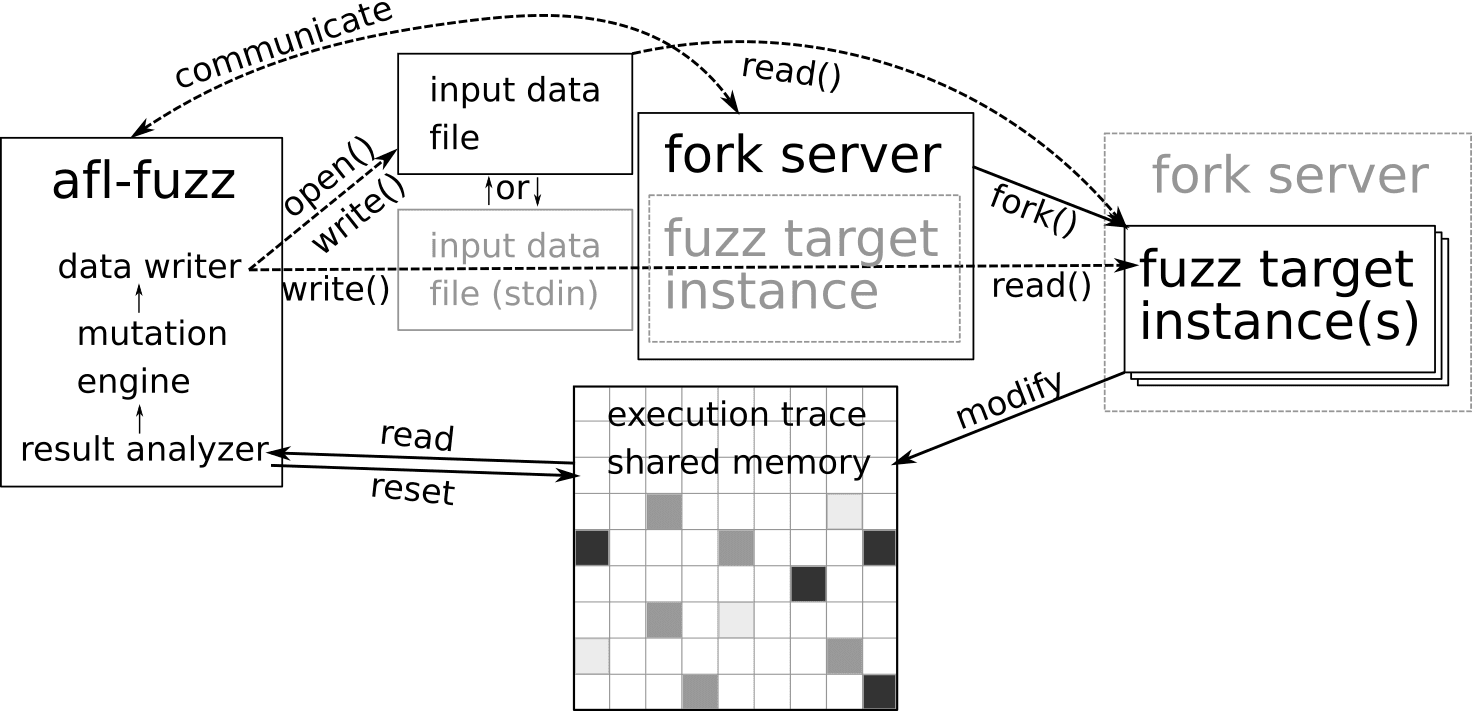 communicate
read()
input data
file
open()
write()
↑or↓
fork server
fork server
fork()
afl-fuzz
fuzz target
instance
input data
file (stdin)
fuzz target
instance(s)
data writer
write()
read()
mutation
engine
result analyzer
modify
execution trace
shared memory
read
reset